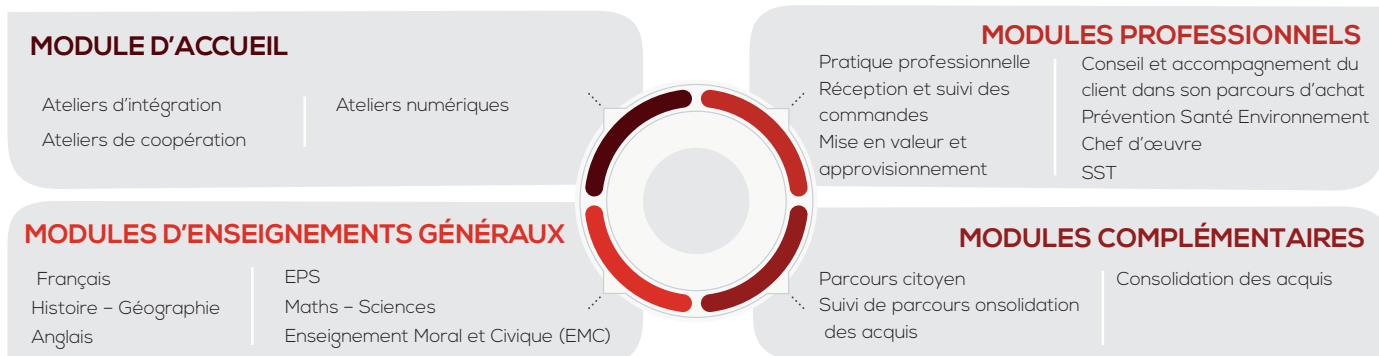 MODULE D'ACCUEIL
Ateliers d'intégration
Ateliers de coopération
Ateliers numériques
MODULES PROFESSIONNELS
Pratique professionnelle
Réception et suivi des
commandes
Mise en valeur et
approvisionnement
Conseil et accompagnement du
client dans son parcours d'achat
Prévention Santé Environnement
Chef d'œuvre
SST
MODULES D'ENSEIGNEMENTS GÉNÉRAUX
Français
Histoire – Géographie
Anglais
EPS
Maths – Sciences
Enseignement Moral et Civique (EMC)
MODULES COMPLÉMENTAIRES
Parcours citoyen
Suivi de parcours onsolidation
des acquis
Consolidation des acquis